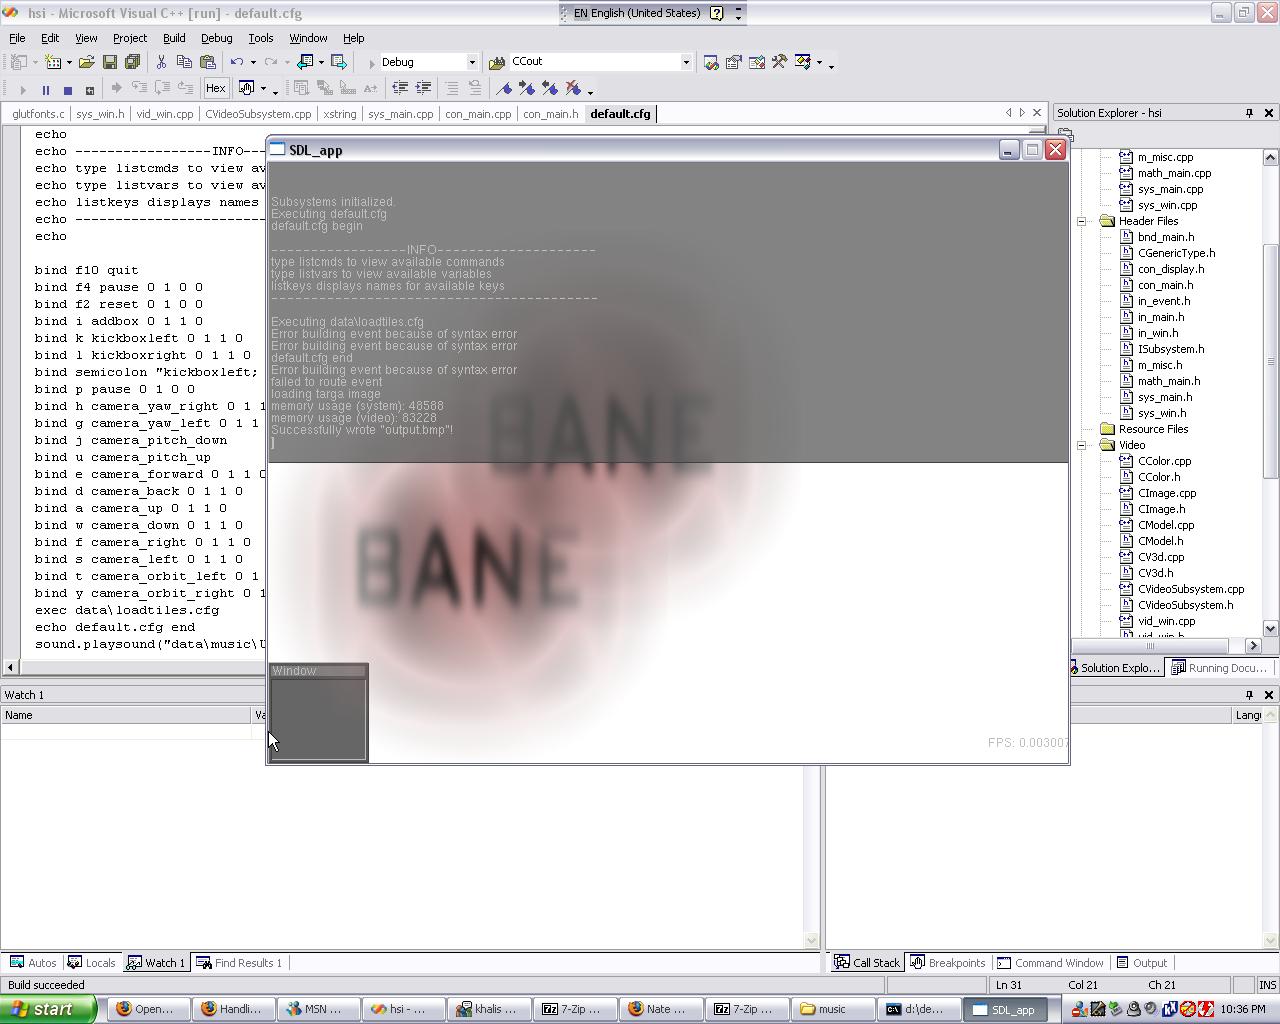 hsi - Microsoft Visual C++ [run] - default.cfg
EN English (United States)
File Edit View Project Build Debug Tools Window Help
Debug
CCout
Hex
glutfonts.c sys_win.h vid_win.cpp CVideoSubsystem.cpp xstring sys_main.cpp con_main.cpp con_main.h default.cfg
echo
echo -----------------INFO--
echo type listcmds to view av
echo type listvars to view av
echo listkeys displays names
echo -----------------------
echo
bind f10 quit
bind f4 pause 0 1 0 0
bind f2 reset 0 1 0 0
bind i addbox 0 1 1 0
bind k kickboxleft 0 1 1 0
bind l kickboxright 0 1 1 0
bind semicolon "kickboxleft;
bind p pause 0 1 0 0
bind h camera_yaw_right 0 1 1
bind g camera_yaw_left 0 1 1
bind j camera_pitch_down
bind u camera_pitch_up
bind e camera_forward 0 1 1 0
bind d camera_back 0 1 1 0
bind a camera_up 0 1 1 0
bind w camera_down 0 1 1 0
bind f camera_right 0 1 1 0
bind s camera_left 0 1 1 0
bind t camera_orbit_left 0 1
bind y camera_orbit_right 0 1
exec data\loadtiles.cfg
echo default.cfg end
sound.playsound("data\music\U
SDL_app
Subsystems initialized.
Executing default.cfg
default.cfg begin
------------------INFO---------------------
type listcmds to view available commands
type listvars to view available variables
listkeys displays names for available keys
-------------------------------------------
Executing data\loadtiles.cfg
Error building event because of syntax error
Error building event because of syntax error
default.cfg end
Error building event because of syntax error
failed to route event
loading targa image
memory usage (system): 48588
memory usage (video): 83228
Successfully wrote "output.bmp"!
]
BANE
BANE
Window
FPS: 0.003007
Solution Explorer - hsi
m_misc.cpp
math_main.cpp
sys_main.cpp
sys_win.cpp
Header Files
bnd_main.h
CGenericType.h
con_display.h
con_main.h
in_event.h
in_main.h
in_win.h
ISubsystem.h
m_misc.h
math_main.h
sys_main.h
sys_win.h
Resource Files
Video
CColor.cpp
CColor.h
CImage.cpp
CImage.h
CModel.cpp
CModel.h
CV3d.cpp
CV3d.h
CVideoSubsystem.cpp
CVideoSubsystem.h
vid_win.cpp
vid_win.h
Solution Explo... Running Docu...
Watch 1
Name Va
Lang
Autos Locals Watch 1 Find Results 1
Call Stack Breakpoints Command Window Output
Build succeeded
Ln 31 Col 21 Ch 21 INS
start Open... Handli... MSN ... hsi - ... khalis ... 7-Zip ... Nate ... 7-Zip ... music d:\de... SDL_app 10:36 PM